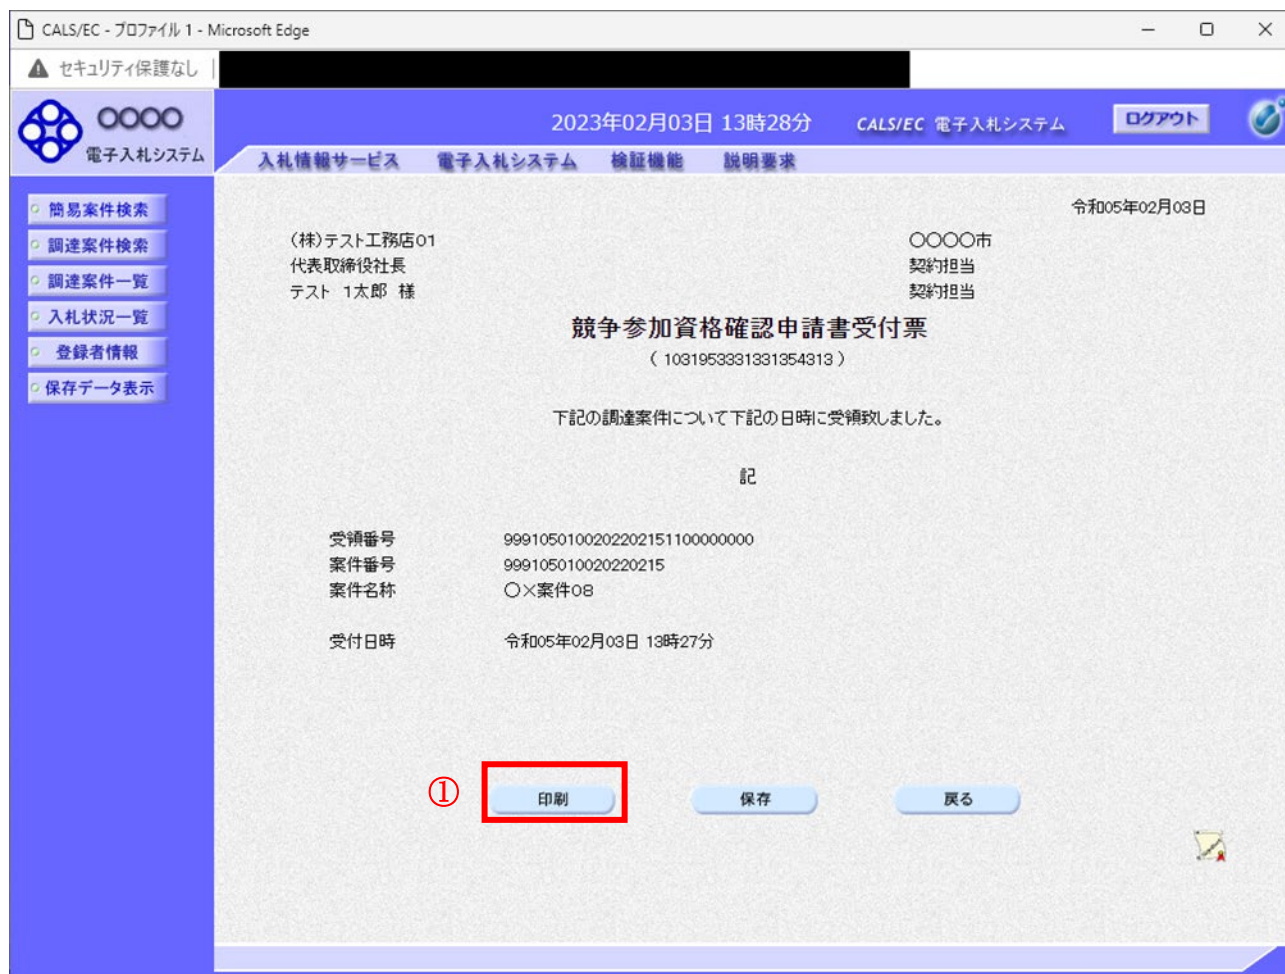 CALS/EC - プロファイル 1 - Microsoft Edge
セキュリティ保護なし
〇〇〇〇
電子入札システム
2023年02月03日 13時28分
CALS/EC 電子入札システム
ログアウト
入札情報サービス 電子入札システム 検証機能 説明要求
簡易案件検索
調達案件検索
調達案件一覧
入札状況一覧
登録者情報
保存データ表示
令和05年02月03日
(株)テスト工務店01
代表取締役社長
テスト 1太郎 様
〇〇〇〇市
契約担当
契約担当
競争参加資格確認申請書受付票
( 1031953331331354313 )
下記の調達案件について下記の日時に受領致しました。
記
受領番号 99910501002022021511​00000000
案件番号 999105010020220215
案件名称 〇×案件08
受付日時 令和05年02月03日 13時27分
①
印刷 保存 戻る